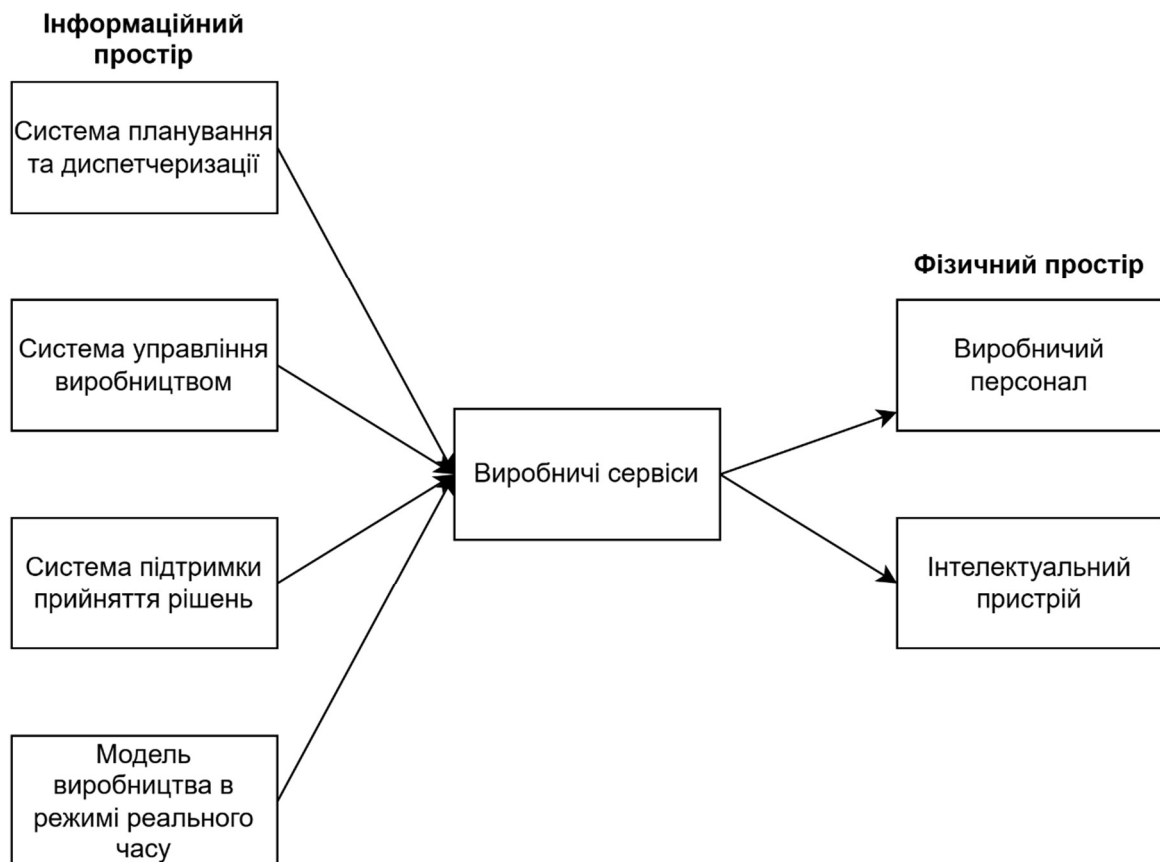 Інформаційний
простір
Система планування
та диспетчеризації
Система управління
виробництвом
Система підтримки
прийняття рішень
Модель
виробництва в
режимі реального
часу
Виробничі сервіси
Фізичний простір
Виробничий
персонал
Інтелектуальний
пристрій